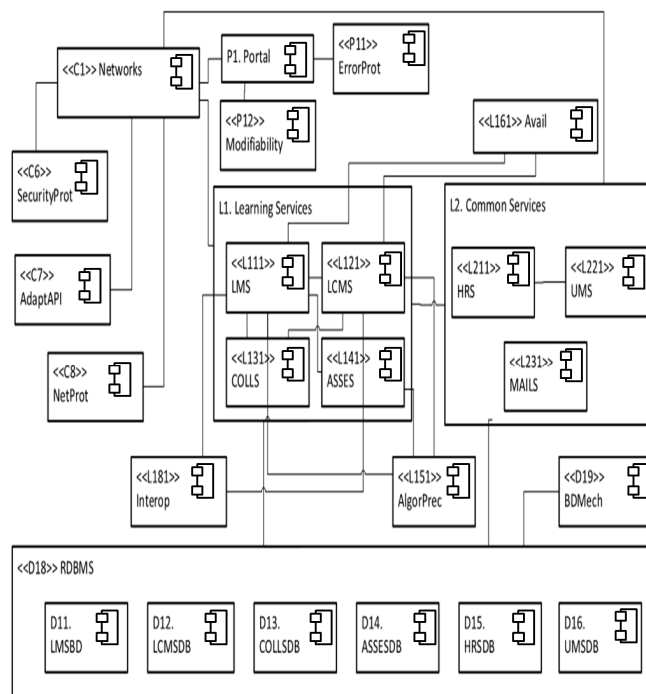 <<C1>> Networks
P1. Portal
<<P11>>
ErrorProt
<<P12>>
Modifiability
<<L161>> Avail
<<C6>>
SecurityProt
L1. Learning Services
L2. Common Services
<<C7>>
AdaptAPI
<<L111>>
LMS
<<L121>>
LCMS
<<L211>>
HRS
<<L221>>
UMS
<<C8>>
NetProt
<<L131>>
COLLS
<<L141>>
ASSES
<<L231>>
MAILS
<<L181>>
Interop
<<L151>>
AlgorPrec
<<D19>>
BDMech
<<D18>> RDBMS
D11.
LMSBD
D12.
LCMSDB
D13.
COLLSDB
D14.
ASSESDB
D15.
HRSDB
D16.
UMSDB